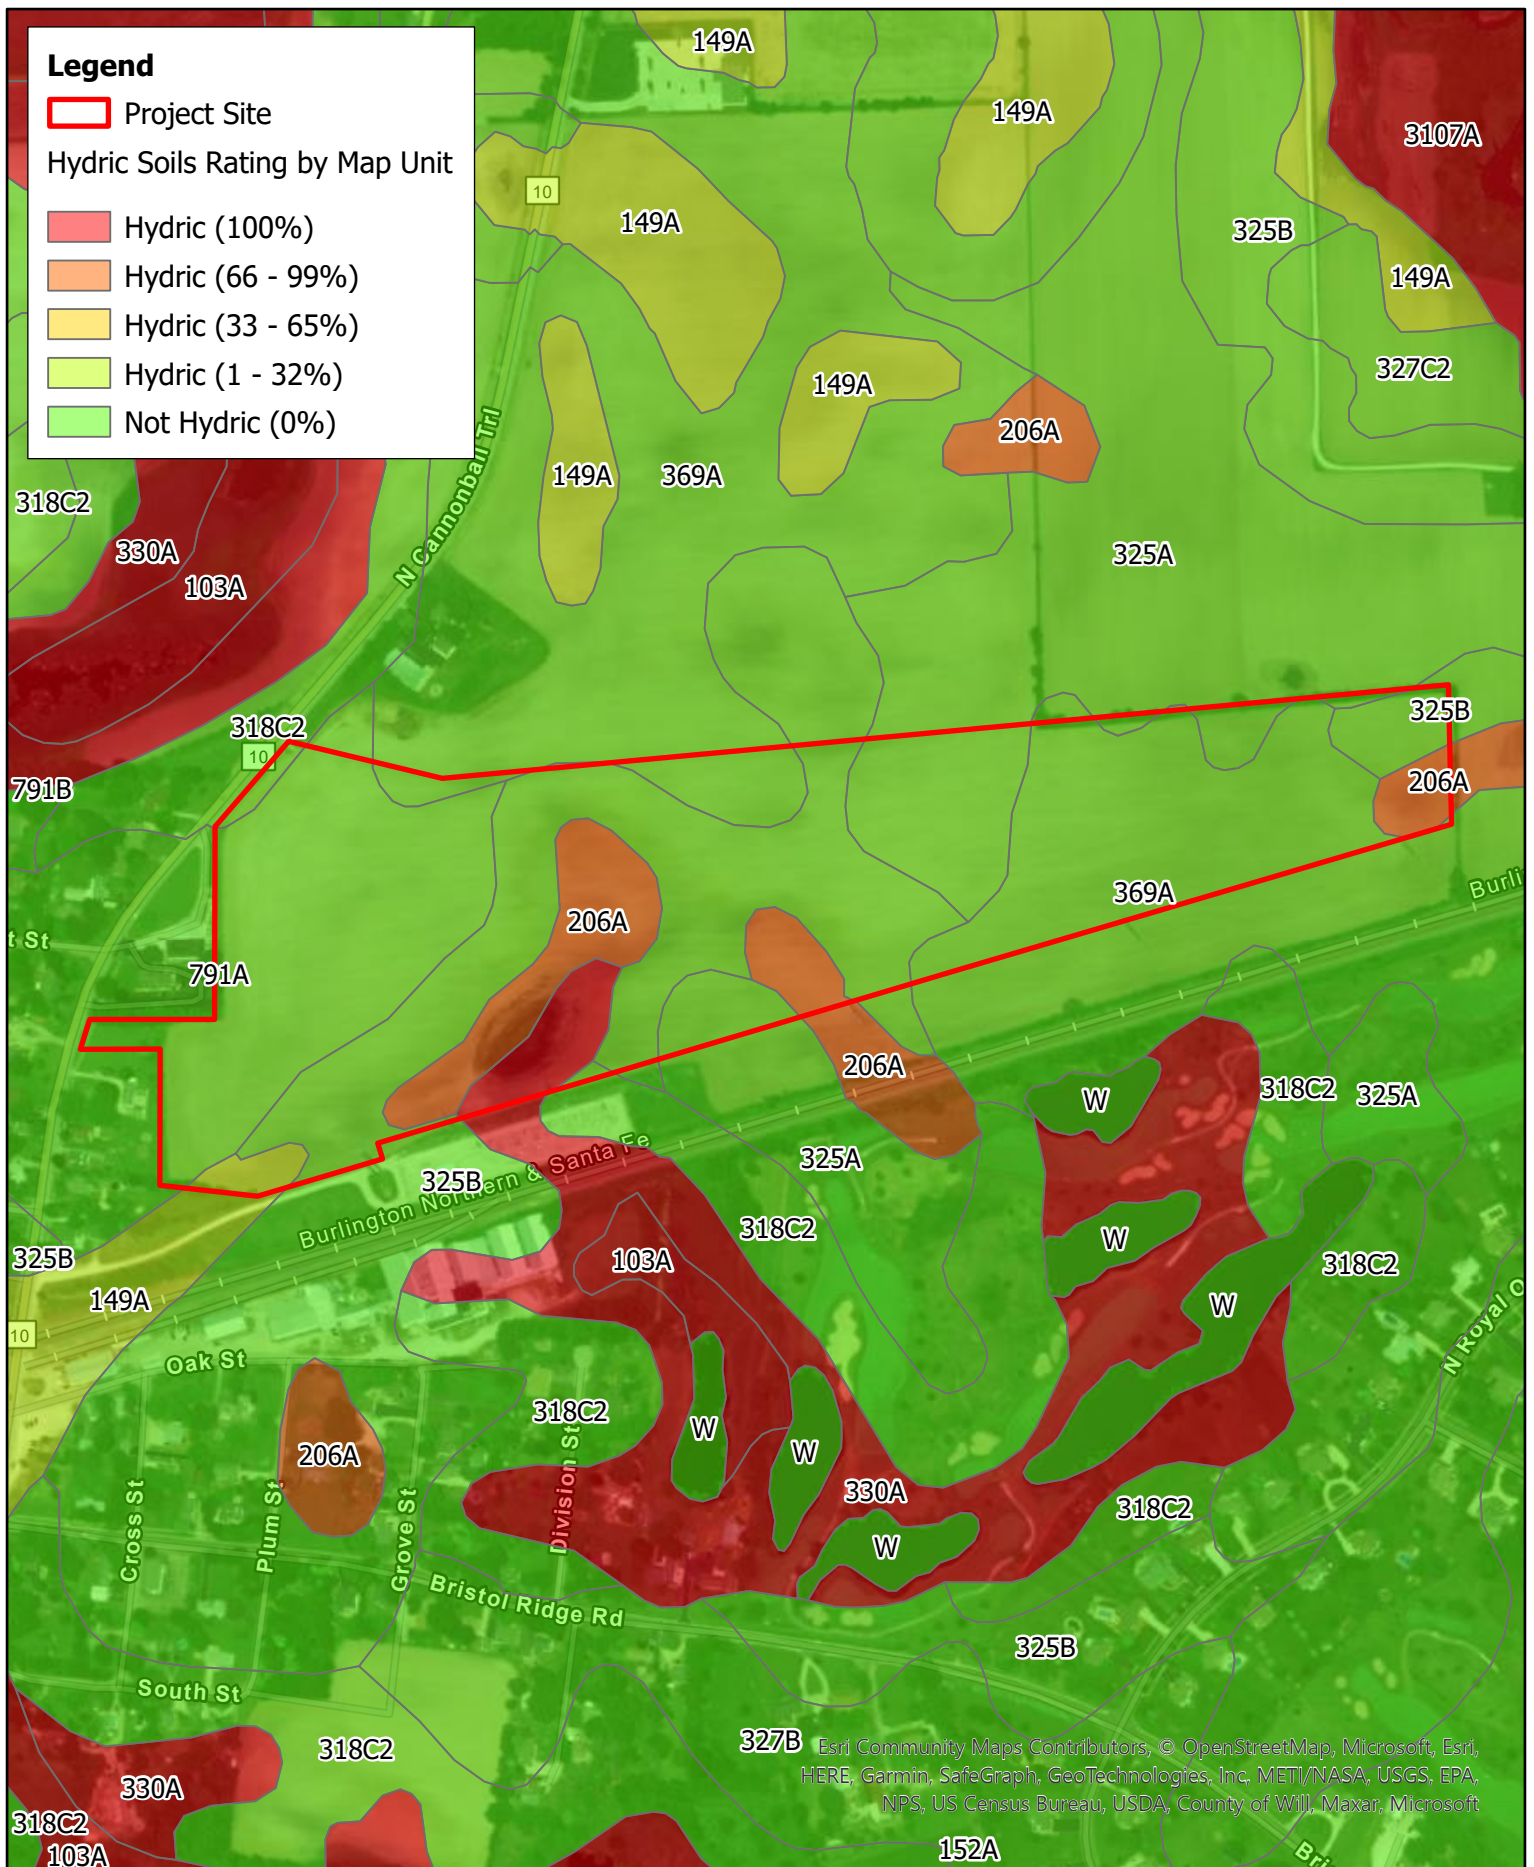 Legend
Project Site
Hydric Soils Rating by Map Unit
Hydric (100%)
Hydric (66 - 99%)
Hydric (33 - 65%)
Hydric (1 - 32%)
Not Hydric (0%)
149A
149A
3107A
10
149A
325B
149A
327C2
149A
206A
N Cannonball Trl
149A
369A
318C2
330A
325A
103A
325B
318C2
10
791B
206A
369A
Burli
206A
t St
791A
206A
318C2
325A
W
Burlington Northern & Santa Fe
325A
325B
318C2
W
325B
103A
318C2
149A
W
10
N Royal O
Oak St
318C2
W
W
206A
330A
318C2
Cross St
Plum St
Grove St
Division St
W
Bristol Ridge Rd
325B
South St
327B
318C2
330A
318C2
103A
152A
Bri
Esri Community Maps Contributors, © OpenStreetMap, Microsoft, Esri,
HERE, Garmin, SafeGraph, GeoTechnologies, Inc, METI/NASA, USGS, EPA,
NPS, US Census Bureau, USDA, County of Will, Maxar, Microsoft